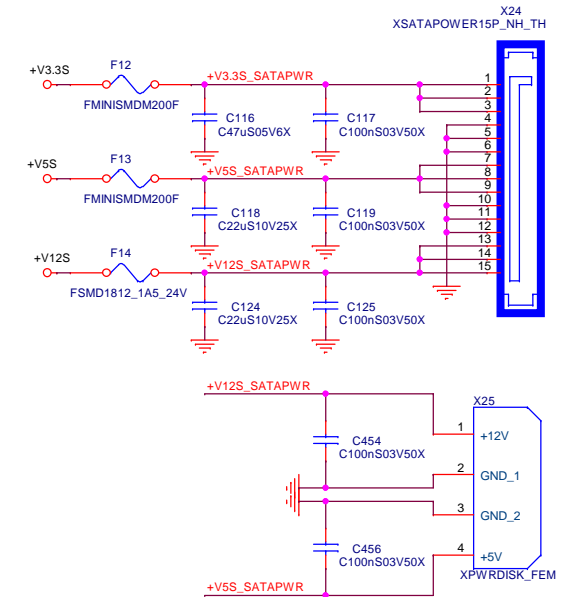 X24
XSATAPOWER15P_NH_TH
+V3.3S
F12
FMINISMDM200F
+V3.3S_SATAPWR
C116
C47uS05V6X
C117
C100nS03V50X
1
2
3
4
5
6
7
8
9
10
11
12
13
14
15
+V5S
F13
FMINISMDM200F
+V5S_SATAPWR
C118
C22uS10V25X
C119
C100nS03V50X
+V12S
F14
FSMD1812_1A5_24V
+V12S_SATAPWR
C124
C22uS10V25X
C125
C100nS03V50X
+V12S_SATAPWR
X25
C454
C100nS03V50X
1
+12V
2
GND_1
3
GND_2
4
+5V
C456
C100nS03V50X
XPWRDISK_FEM
+V5S_SATAPWR